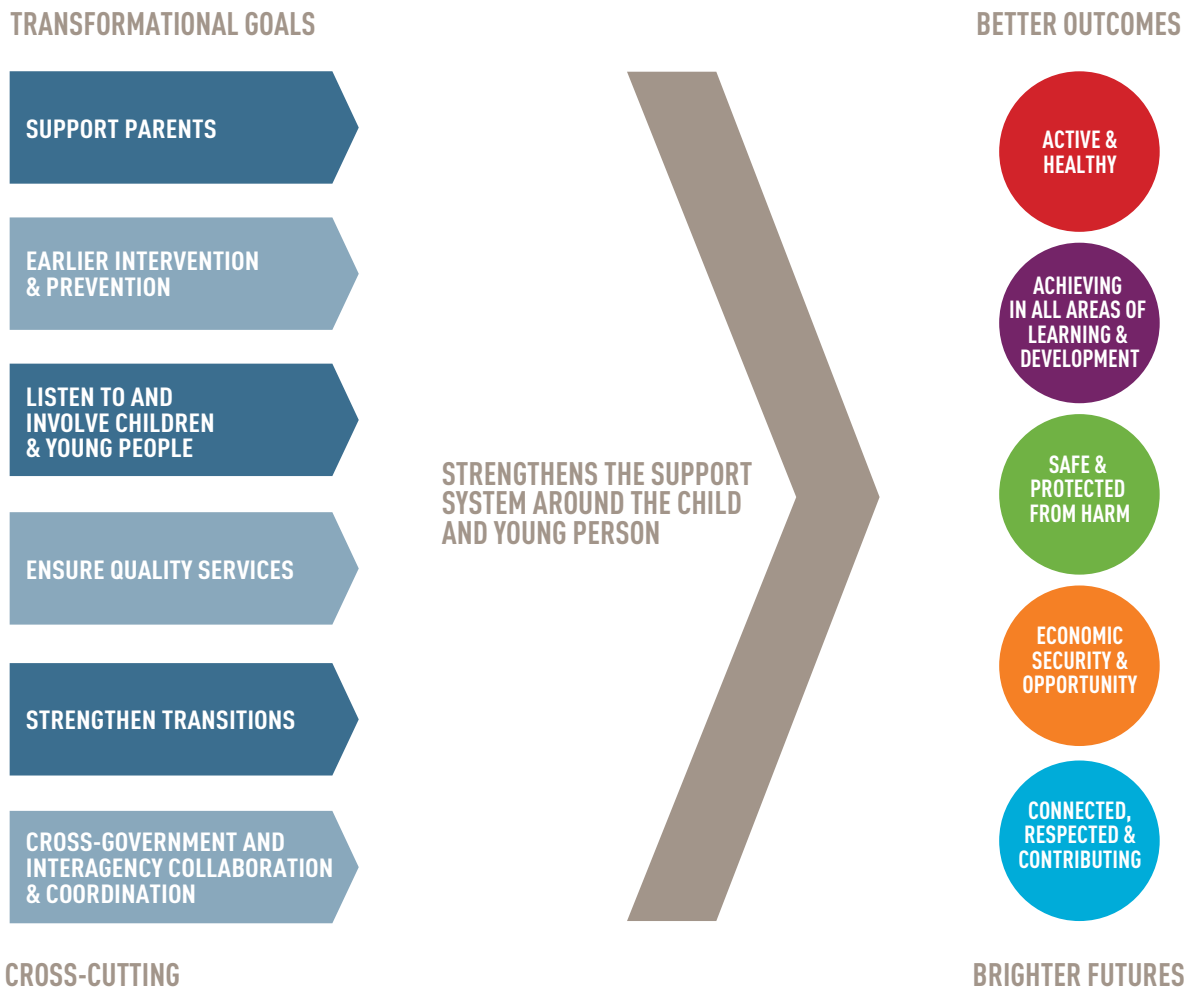 TRANSFORMATIONAL GOALS
SUPPORT PARENTS
EARLIER INTERVENTION
& PREVENTION
LISTEN TO AND
INVOLVE CHILDREN
& YOUNG PEOPLE
ENSURE QUALITY SERVICES
STRENGTHEN TRANSITIONS
CROSS-GOVERNMENT AND
INTERAGENCY COLLABORATION
& COORDINATION
CROSS-CUTTING
STRENGTHENS THE SUPPORT
SYSTEM AROUND THE CHILD
AND YOUNG PERSON
BETTER OUTCOMES
ACTIVE &
HEALTHY
ACHIEVING
IN ALL AREAS OF
LEARNING &
DEVELOPMENT
SAFE &
PROTECTED
FROM HARM
ECONOMIC
SECURITY &
OPPORTUNITY
CONNECTED,
RESPECTED &
CONTRIBUTING
BRIGHTER FUTURES